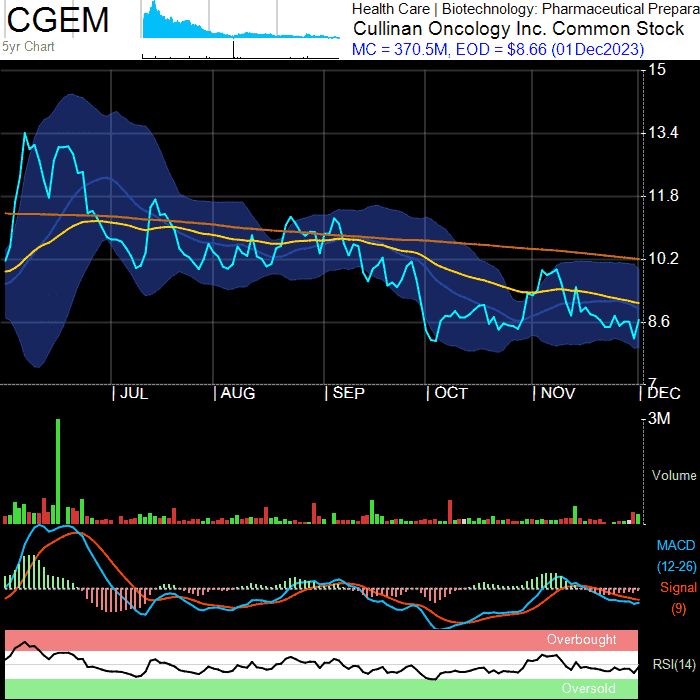 CGEM
5yr Chart
Health Care | Biotechnology: Pharmaceutical Prepara
Cullinan Oncology Inc. Common Stock
MC = 370.5M, EOD = $8.66 (01Dec2023)
15
13.4
11.8
10.2
8.6
7
| JUL | AUG | SEP | OCT | NOV | DEC
3M
Volume
MACD
(12-26)
Signal
(9)
Overbought
RSI(14)
Oversold